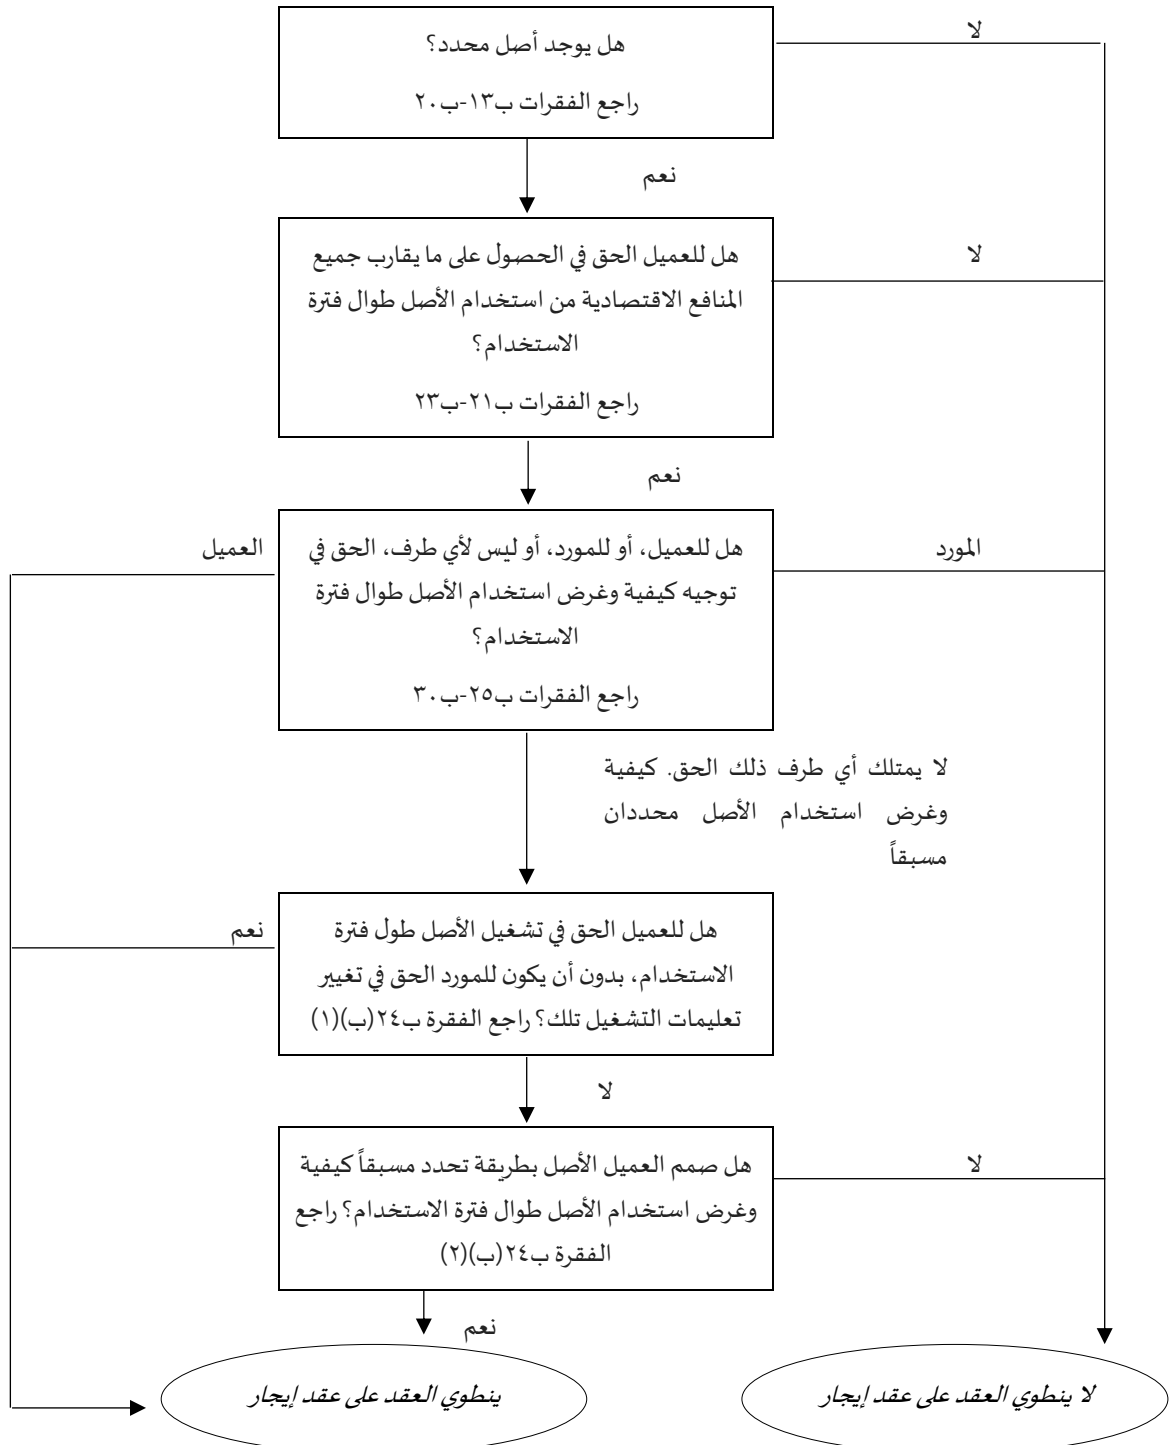 هل يوجد أصل محدد؟
لا
راجع الفقرات ب١٣-ب٢٠
نعم
هل للعميل الحق في الحصول على ما يقارب جميع
لا
المنافع الاقتصادية من استخدام الأصل طوال فترة
الاستخدام؟
راجع الفقرات ب٢١-ب٢٣
نعم
المورد
هل للعميل، أو للمورد، أو ليس لأي طرف، الحق في
العميل
توجيه كيفية وغرض استخدام الأصل طوال فترة
الاستخدام؟
راجع الفقرات ب٢٥-ب٣٠
لا يمتلك أي طرف ذلك الحق. كيفية
وغرض استخدام الأصل محددان
مسبقاً
هل للعميل الحق في تشغيل الأصل طول فترة
نعم
الاستخدام، بدون أن يكون للمورد الحق في تغيير
تعليمات التشغيل تلك؟ راجع الفقرة ب٢٤(ب)(١)
لا
هل صمم العميل الأصل بطريقة تحدد مسبقاً كيفية
لا
وغرض استخدام الأصل طوال فترة الاستخدام؟ راجع
الفقرة ب٢٤(ب)(٢)
نعم
لا ينطوي العقد على عقد إيجار
ينطوي العقد على عقد إيجار